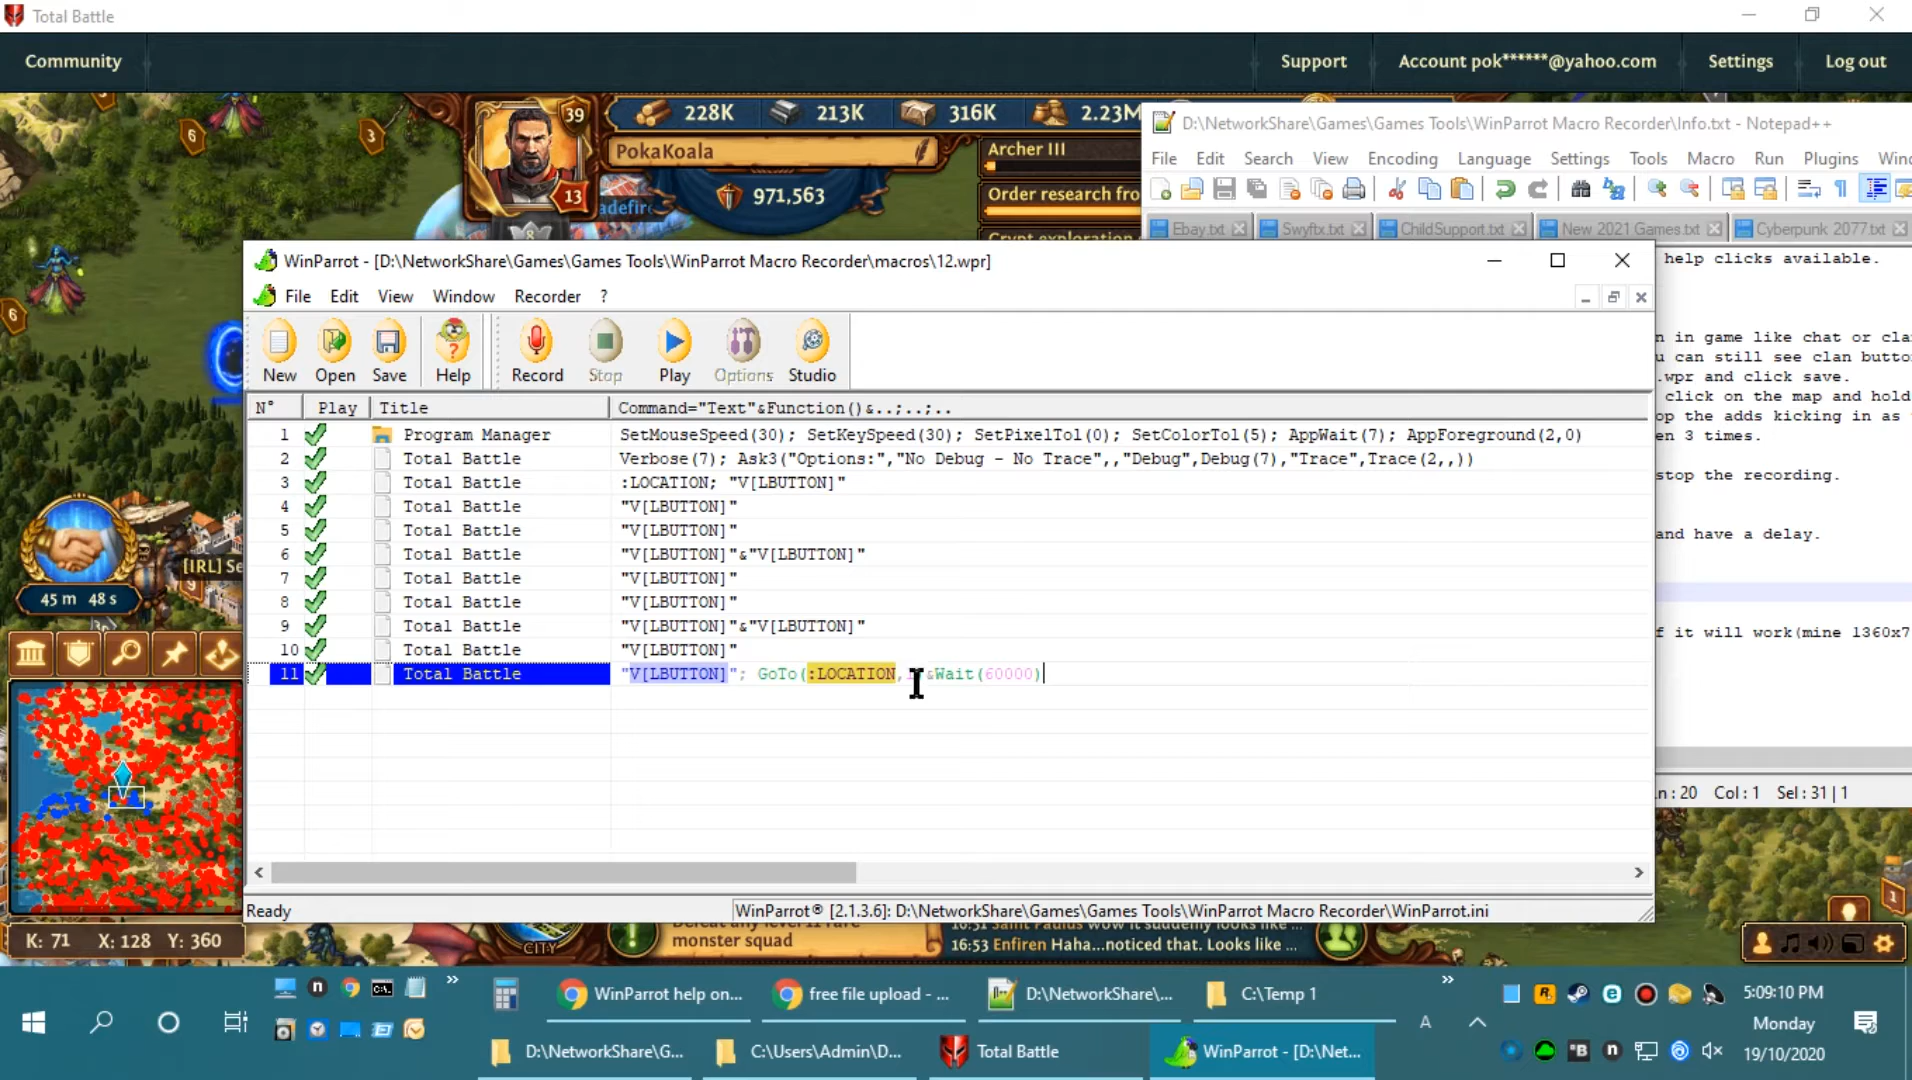 Total Battle
Community
Support
Account pok******@yahoo.com
Settings
Log out
39
228K
213K
316K
2.23M
6
3
PokaKoala
Archer III
13
971,563
Order research fro
8
Crypt exploration
D:\NetworkShare\Games\Games Tools\WinParrot Macro Recorder\Info.txt - Notepad++
File Edit Search View Encoding Language Settings Tools Macro Run Plugins Wind
Ebay.txt
Swyftx.txt
ChildSupport.txt
New 2021 Games.txt
Cyberpunk 2077.txt
help clicks available.
n in game like chat or cla
u can still see clan button
.wpr and click save.
click on the map and hold
op the adds kicking in as
en 3 times.
stop the recording.
and have a delay.
f it will work(mine 1360x7
Ln : 20 Col : 1 Sel : 31 | 1
WinParrot - [D:\NetworkShare\Games\Games Tools\WinParrot Macro Recorder\macros\12.wpr]
File Edit View Window Recorder ?
New
Open
Save
Help
Record
Stop
Play
Options
Studio
N° Play Title Command="Text"&Function()&..;..;..
1 Program Manager SetMouseSpeed(30); SetKeySpeed(30); SetPixelTol(0); SetColorTol(5); AppWait(7); AppForeground(2,0)
2 Total Battle Verbose(7); Ask3("Options:","No Debug - No Trace",,"Debug",Debug(7),"Trace",Trace(2,,))
3 Total Battle :LOCATION; "V[LBUTTON]"
4 Total Battle "V[LBUTTON]"
5 Total Battle "V[LBUTTON]"
6 Total Battle "V[LBUTTON]"&"V[LBUTTON]"
7 Total Battle "V[LBUTTON]"
8 Total Battle "V[LBUTTON]"
9 Total Battle "V[LBUTTON]"&"V[LBUTTON]"
10 Total Battle "V[LBUTTON]"
11 Total Battle "V[LBUTTON]"; GoTo(:LOCATION, &Wait(60000)
Ready
WinParrot® [2.1.3.6]: D:\NetworkShare\Games\Games Tools\WinParrot Macro Recorder\WinParrot.ini
6
[IRL] Se
45 m 48 s
K: 71 X: 128 Y: 360
CITY
monster squad
16:53 Enfiren Haha...noticed that. Looks like ...
1
WinParrot help on...
free file upload - ...
D:\NetworkShare\...
C:\Temp 1
D:\NetworkShare\G...
C:\Users\Admin\D...
Total Battle
WinParrot - [D:\Net...
A
5:09:10 PM
Monday
19/10/2020